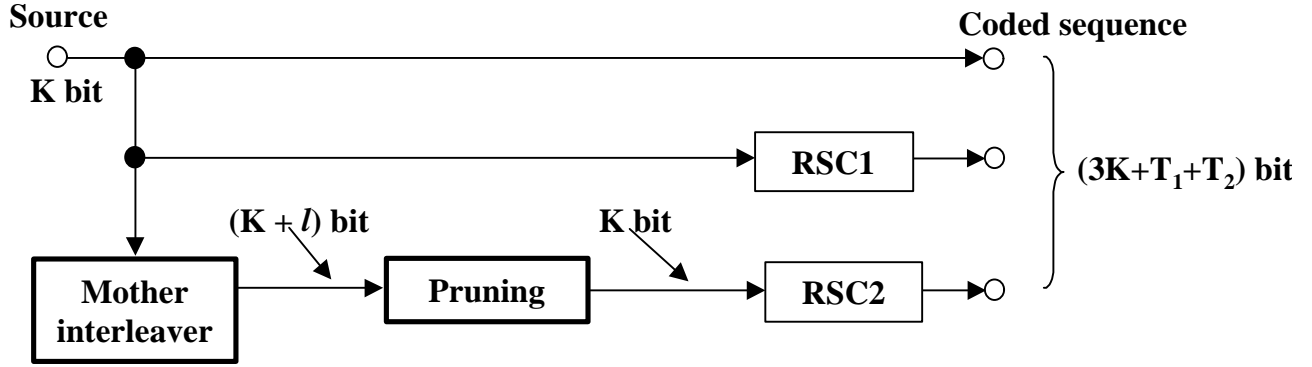 Source
Coded sequence
K bit
RSC1
(3K+T₁+T₂) bit
(K + l) bit
K bit
Mother
interleaver
Pruning
RSC2